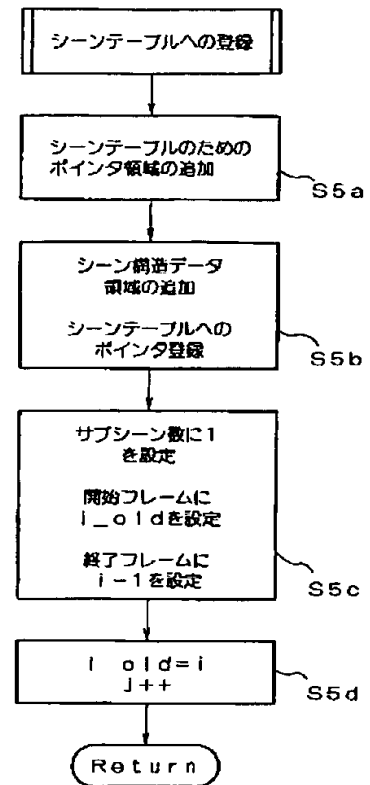 シーンテーブルへの登録
シーンテーブルのための
ポインタ領域の追加
S5a
シーン構造データ
領域の追加
シーンテーブルへの
ポインタ登録
S5b
サブシーン数に1
を設定
開始フレームに
i_oldを設定
終了フレームに
i-1を設定
S5c
i old=i
J++
S5d
Return